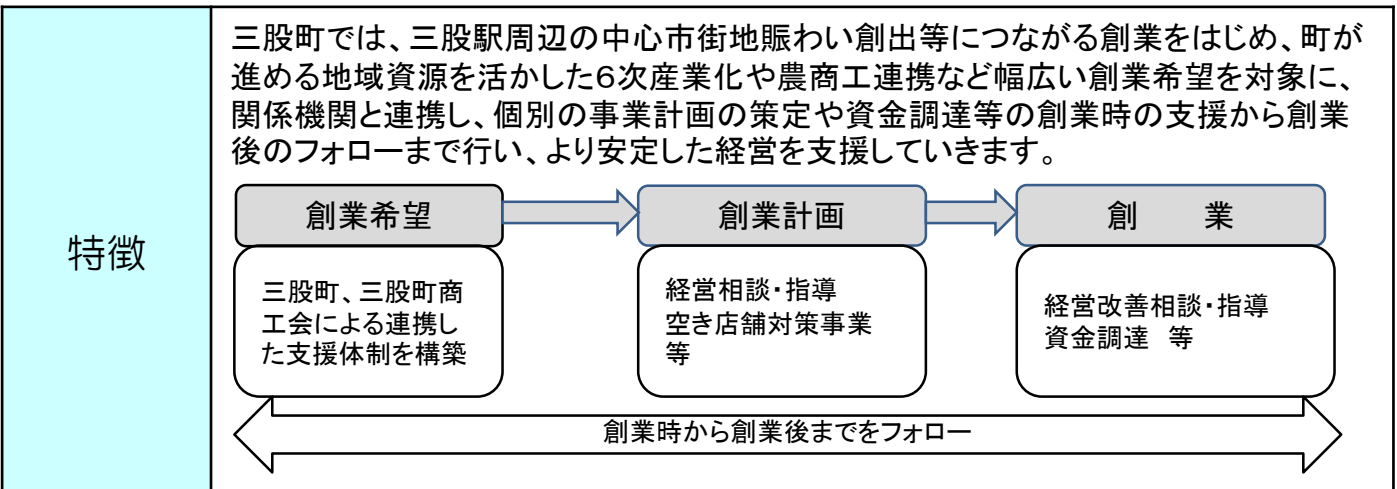 特徴
三股町では、三股駅周辺の中心市街地賑わい創出等につながる創業をはじめ、町が
進める地域資源を活かした６次産業化や農商工連携など幅広い創業希望を対象に、
関係機関と連携し、個別の事業計画の策定や資金調達等の創業時の支援から創業
後のフォローまで行い、より安定した経営を支援していきます。
創業希望
三股町、三股町商
工会による連携し
た支援体制を構築
創業計画
経営相談・指導
空き店舗対策事業
等
創　　業
経営改善相談・指導
資金調達　等
創業時から創業後までをフォロー